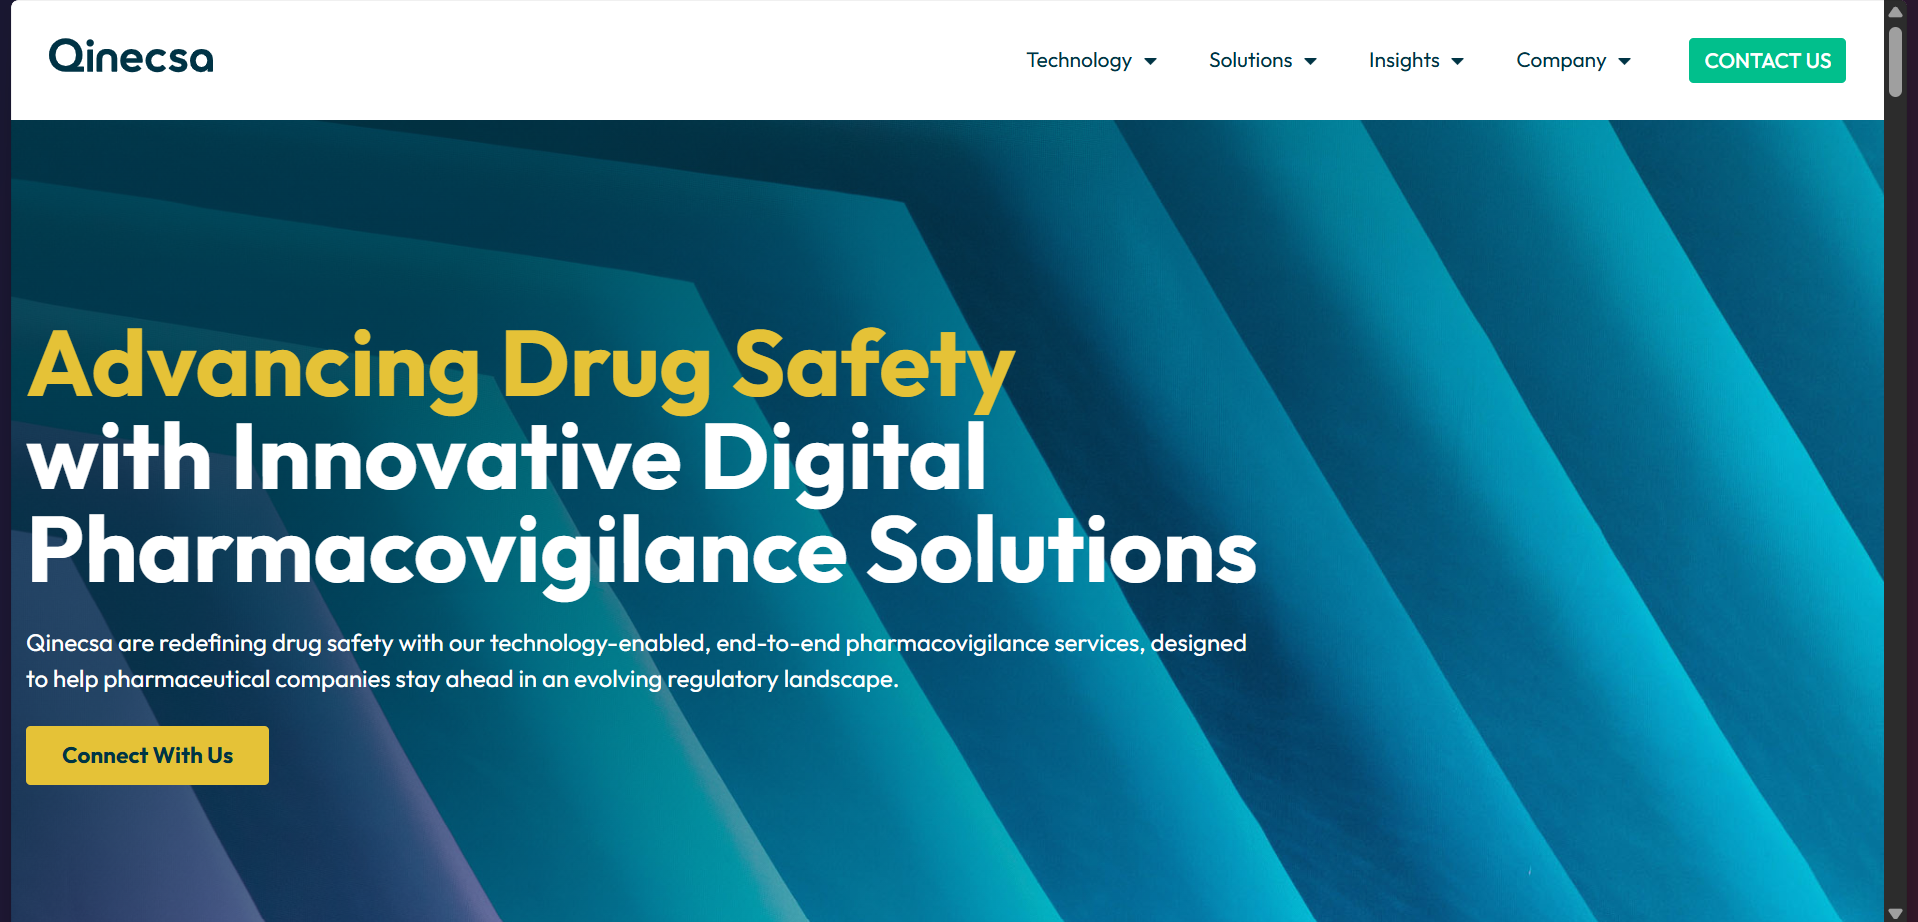 Qinecsa
Technology
Solutions
Insights
Company
CONTACT US
Advancing Drug Safety
with Innovative Digital
Pharmacovigilance Solutions
Qinecsa are redefining drug safety with our technology-enabled, end-to-end pharmacovigilance services, designed
to help pharmaceutical companies stay ahead in an evolving regulatory landscape.
Connect With Us